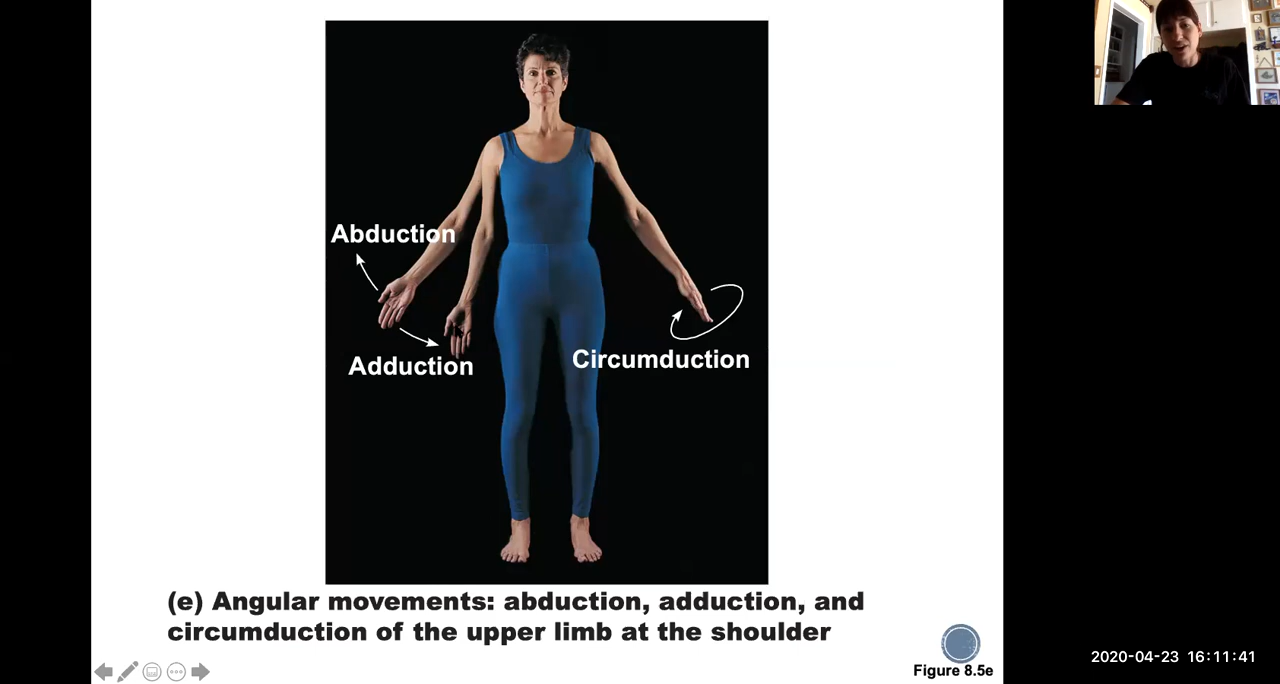 Abduction
Adduction
Circumduction
(e) Angular movements: abduction, adduction, and
circumduction of the upper limb at the shoulder
Figure 8.5e
2020-04-23 16:11:41